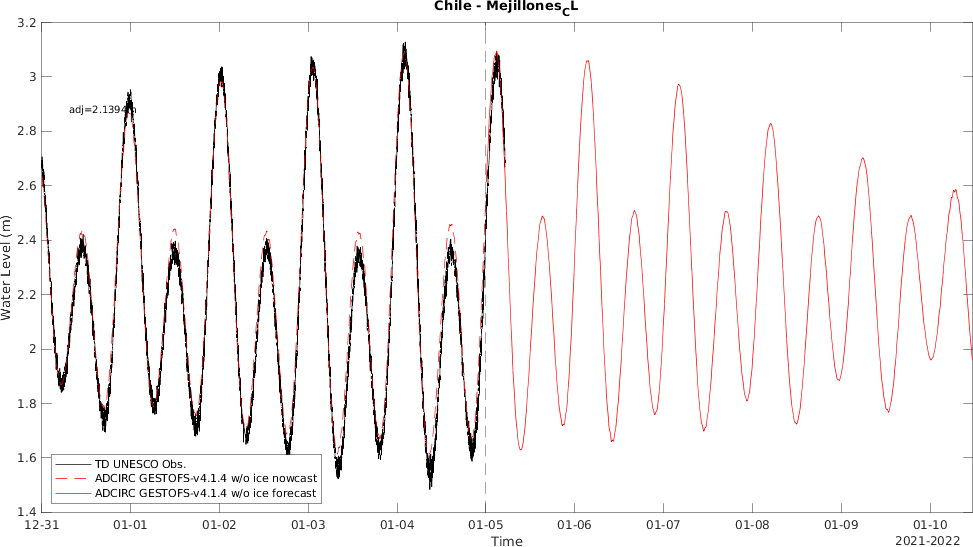 Chile - Mejillones_CL
3.2
3
2.8
2.6
2.4
2.2
2
1.8
1.6
1.4
Water Level (m)
adj=2.1394
TD UNESCO Obs.
ADCIRC GESTOFS-v4.1.4 w/o ice nowcast
ADCIRC GESTOFS-v4.1.4 w/o ice forecast
12-31 01-01 01-02 01-03 01-04 01-05 01-06 01-07 01-08 01-09 01-10
Time
2021-2022